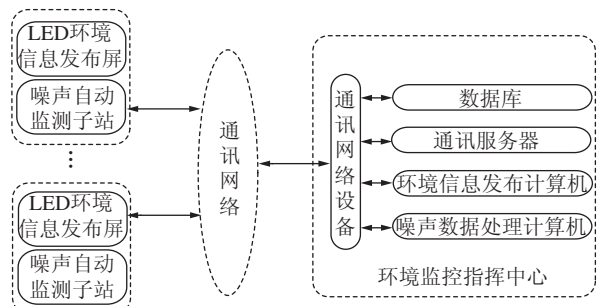 LED环境
信息发布屏
噪声自动
监测子站
⋮
LED环境
信息发布屏
噪声自动
监测子站
通讯网络
通讯网络设备
数据库
通讯服务器
环境信息发布计算机
噪声数据处理计算机
环境监控指挥中心